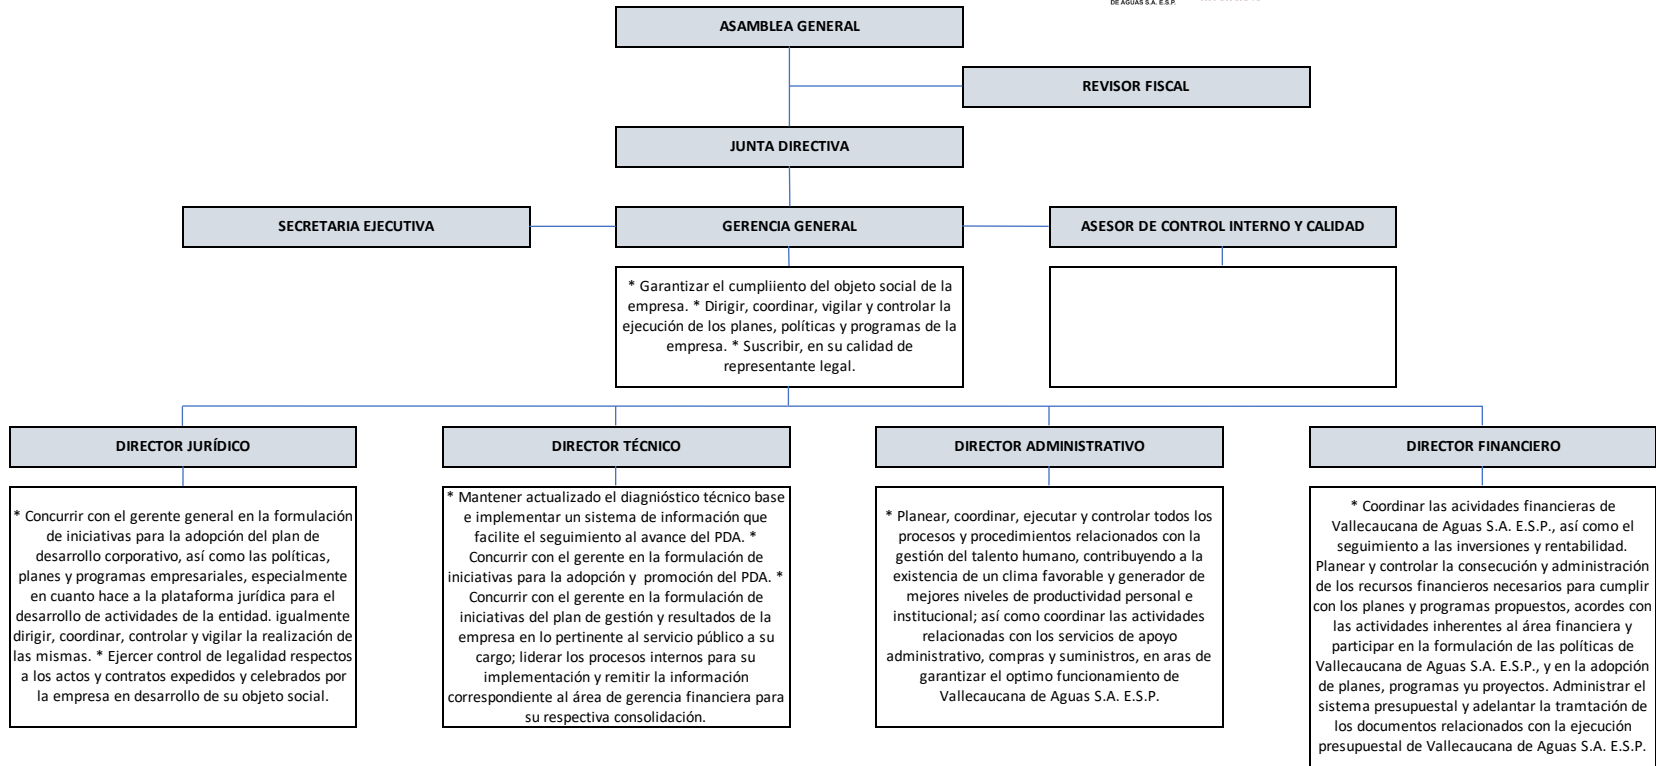 DE AGUAS S.A. E.S.P.
ASAMBLEA GENERAL
REVISOR FISCAL
JUNTA DIRECTIVA
SECRETARIA EJECUTIVA
GERENCIA GENERAL
ASESOR DE CONTROL INTERNO Y CALIDAD
* Garantizar el cumpliiento del objeto social de la
empresa. * Dirigir, coordinar, vigilar y controlar la
ejecución de los planes, políticas y programas de la
empresa. * Suscribir, en su calidad de
representante legal.
DIRECTOR JURÍDICO
* Concurrir con el gerente general en la formulación
de iniciativas para la adopción del plan de
desarrollo corporativo, así como las políticas,
planes y programas empresariales, especialmente
en cuanto hace a la plataforma jurídica para el
desarrollo de actividades de la entidad. igualmente
dirigir, coordinar, controlar y vigilar la realización de
las mismas. * Ejercer control de legalidad respectos
a los actos y contratos expedidos y celebrados por
la empresa en desarrollo de su objeto social.
DIRECTOR TÉCNICO
* Mantener actualizado el diagnióstico técnico base
e implementar un sistema de información que
facilite el seguimiento al avance del PDA. *
Concurrir con el gerente en la formulación de
iniciativas para la adopción y  promoción del PDA. *
Concurrir con el gerente en la formulación de
iniciativas del plan de gestión y resultados de la
empresa en lo pertinente al servicio público a su
cargo; liderar los procesos internos para su
implementación y remitir la información
correspondiente al área de gerencia financiera para
su respectiva consolidación.
DIRECTOR ADMINISTRATIVO
* Planear, coordinar, ejecutar y controlar todos los
procesos y procedimientos relacionados con la
gestión del talento humano, contribuyendo a la
existencia de un clima favorable y generador de
mejores niveles de productividad personal e
institucional; así como coordinar las actividades
relacionadas con los servicios de apoyo
administrativo, compras y suministros, en aras de
garantizar el optimo funcionamiento de
Vallecaucana de Aguas S.A. E.S.P.
DIRECTOR FINANCIERO
* Coordinar las acividades financieras de
Vallecaucana de Aguas S.A. E.S.P., así como el
seguimiento a las inversiones y rentabilidad.
Planear y controlar la consecución y administración
de los recursos financieros necesarios para cumplir
con los planes y programas propuestos, acordes con
las actividades inherentes al área financiera y
participar en la formulación de las políticas de
Vallecaucana de Aguas S.A. E.S.P., y en la adopción
de planes, programas yu proyectos. Administrar el
sistema presupuestal y adelantar la tramtación de
los documentos relacionados con la ejecución
presupuestal de Vallecaucana de Aguas S.A. E.S.P.